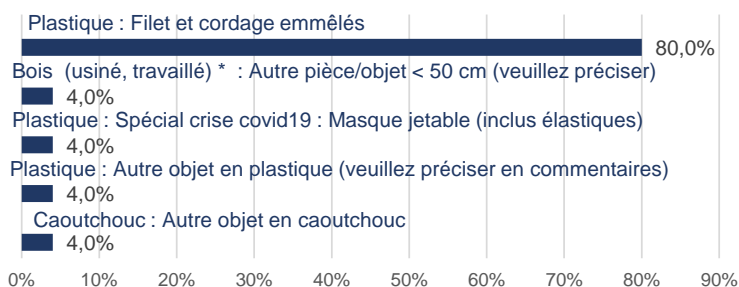 Plastique : Filet et cordage emmêlés
80,0%
Bois  (usiné, travaillé) *  : Autre pièce/objet < 50 cm (veuillez préciser)
4,0%
Plastique : Spécial crise covid19 : Masque jetable (inclus élastiques)
4,0%
Plastique : Autre objet en plastique (veuillez préciser en commentaires)
4,0%
Caoutchouc : Autre objet en caoutchouc
4,0%
0% 10% 20% 30% 40% 50% 60% 70% 80% 90%